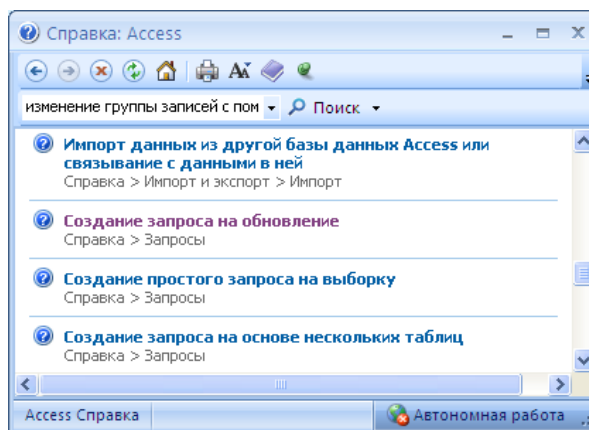 Справка: Access
изменение группы записей с пом
Поиск
Импорт данных из другой базы данных Access или
связывание с данными в ней
Справка > Импорт и экспорт > Импорт
Создание запроса на обновление
Справка > Запросы
Создание простого запроса на выборку
Справка > Запросы
Создание запроса на основе нескольких таблиц
Справка > Запросы
Access Справка
Автономная работа